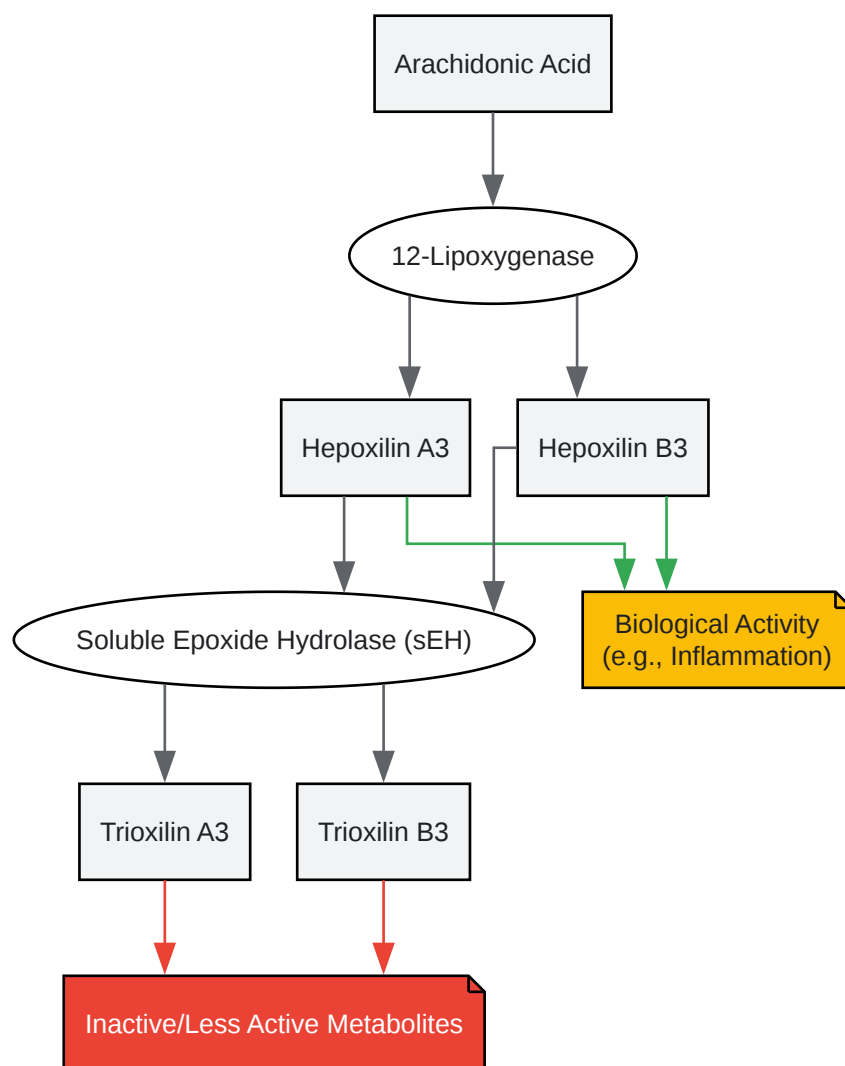 Arachidonic Acid
12-Lipoxygenase
Hepoxilin A3
Hepoxilin B3
Soluble Epoxide Hydrolase (sEH)
Biological Activity
(e.g., Inflammation)
Trioxilin A3
Trioxilin B3
Inactive/Less Active Metabolites